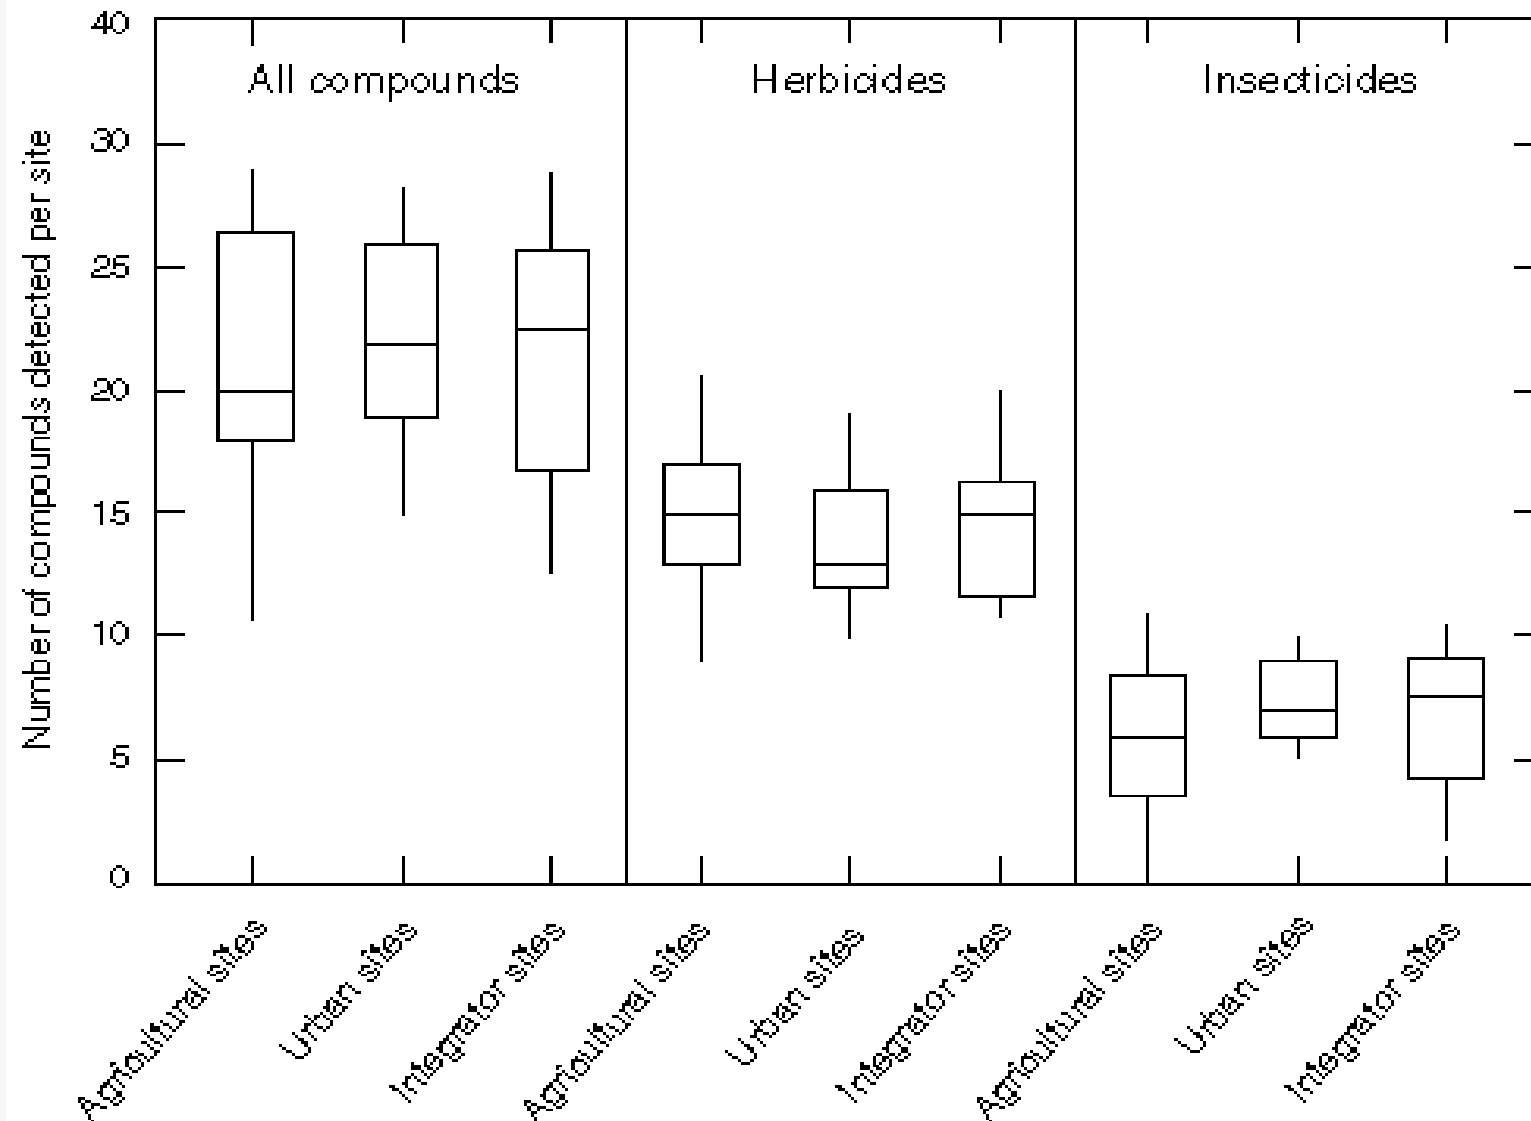 40
All compounds
Herbicides
Insecticides
30
25
20
15
10
5
0
Number of compounds detected per site
Agricultural sites
Urban sites
Integrator sites
Agricultural sites
Urban sites
Integrator sites
Agricultural sites
Urban sites
Integrator sites